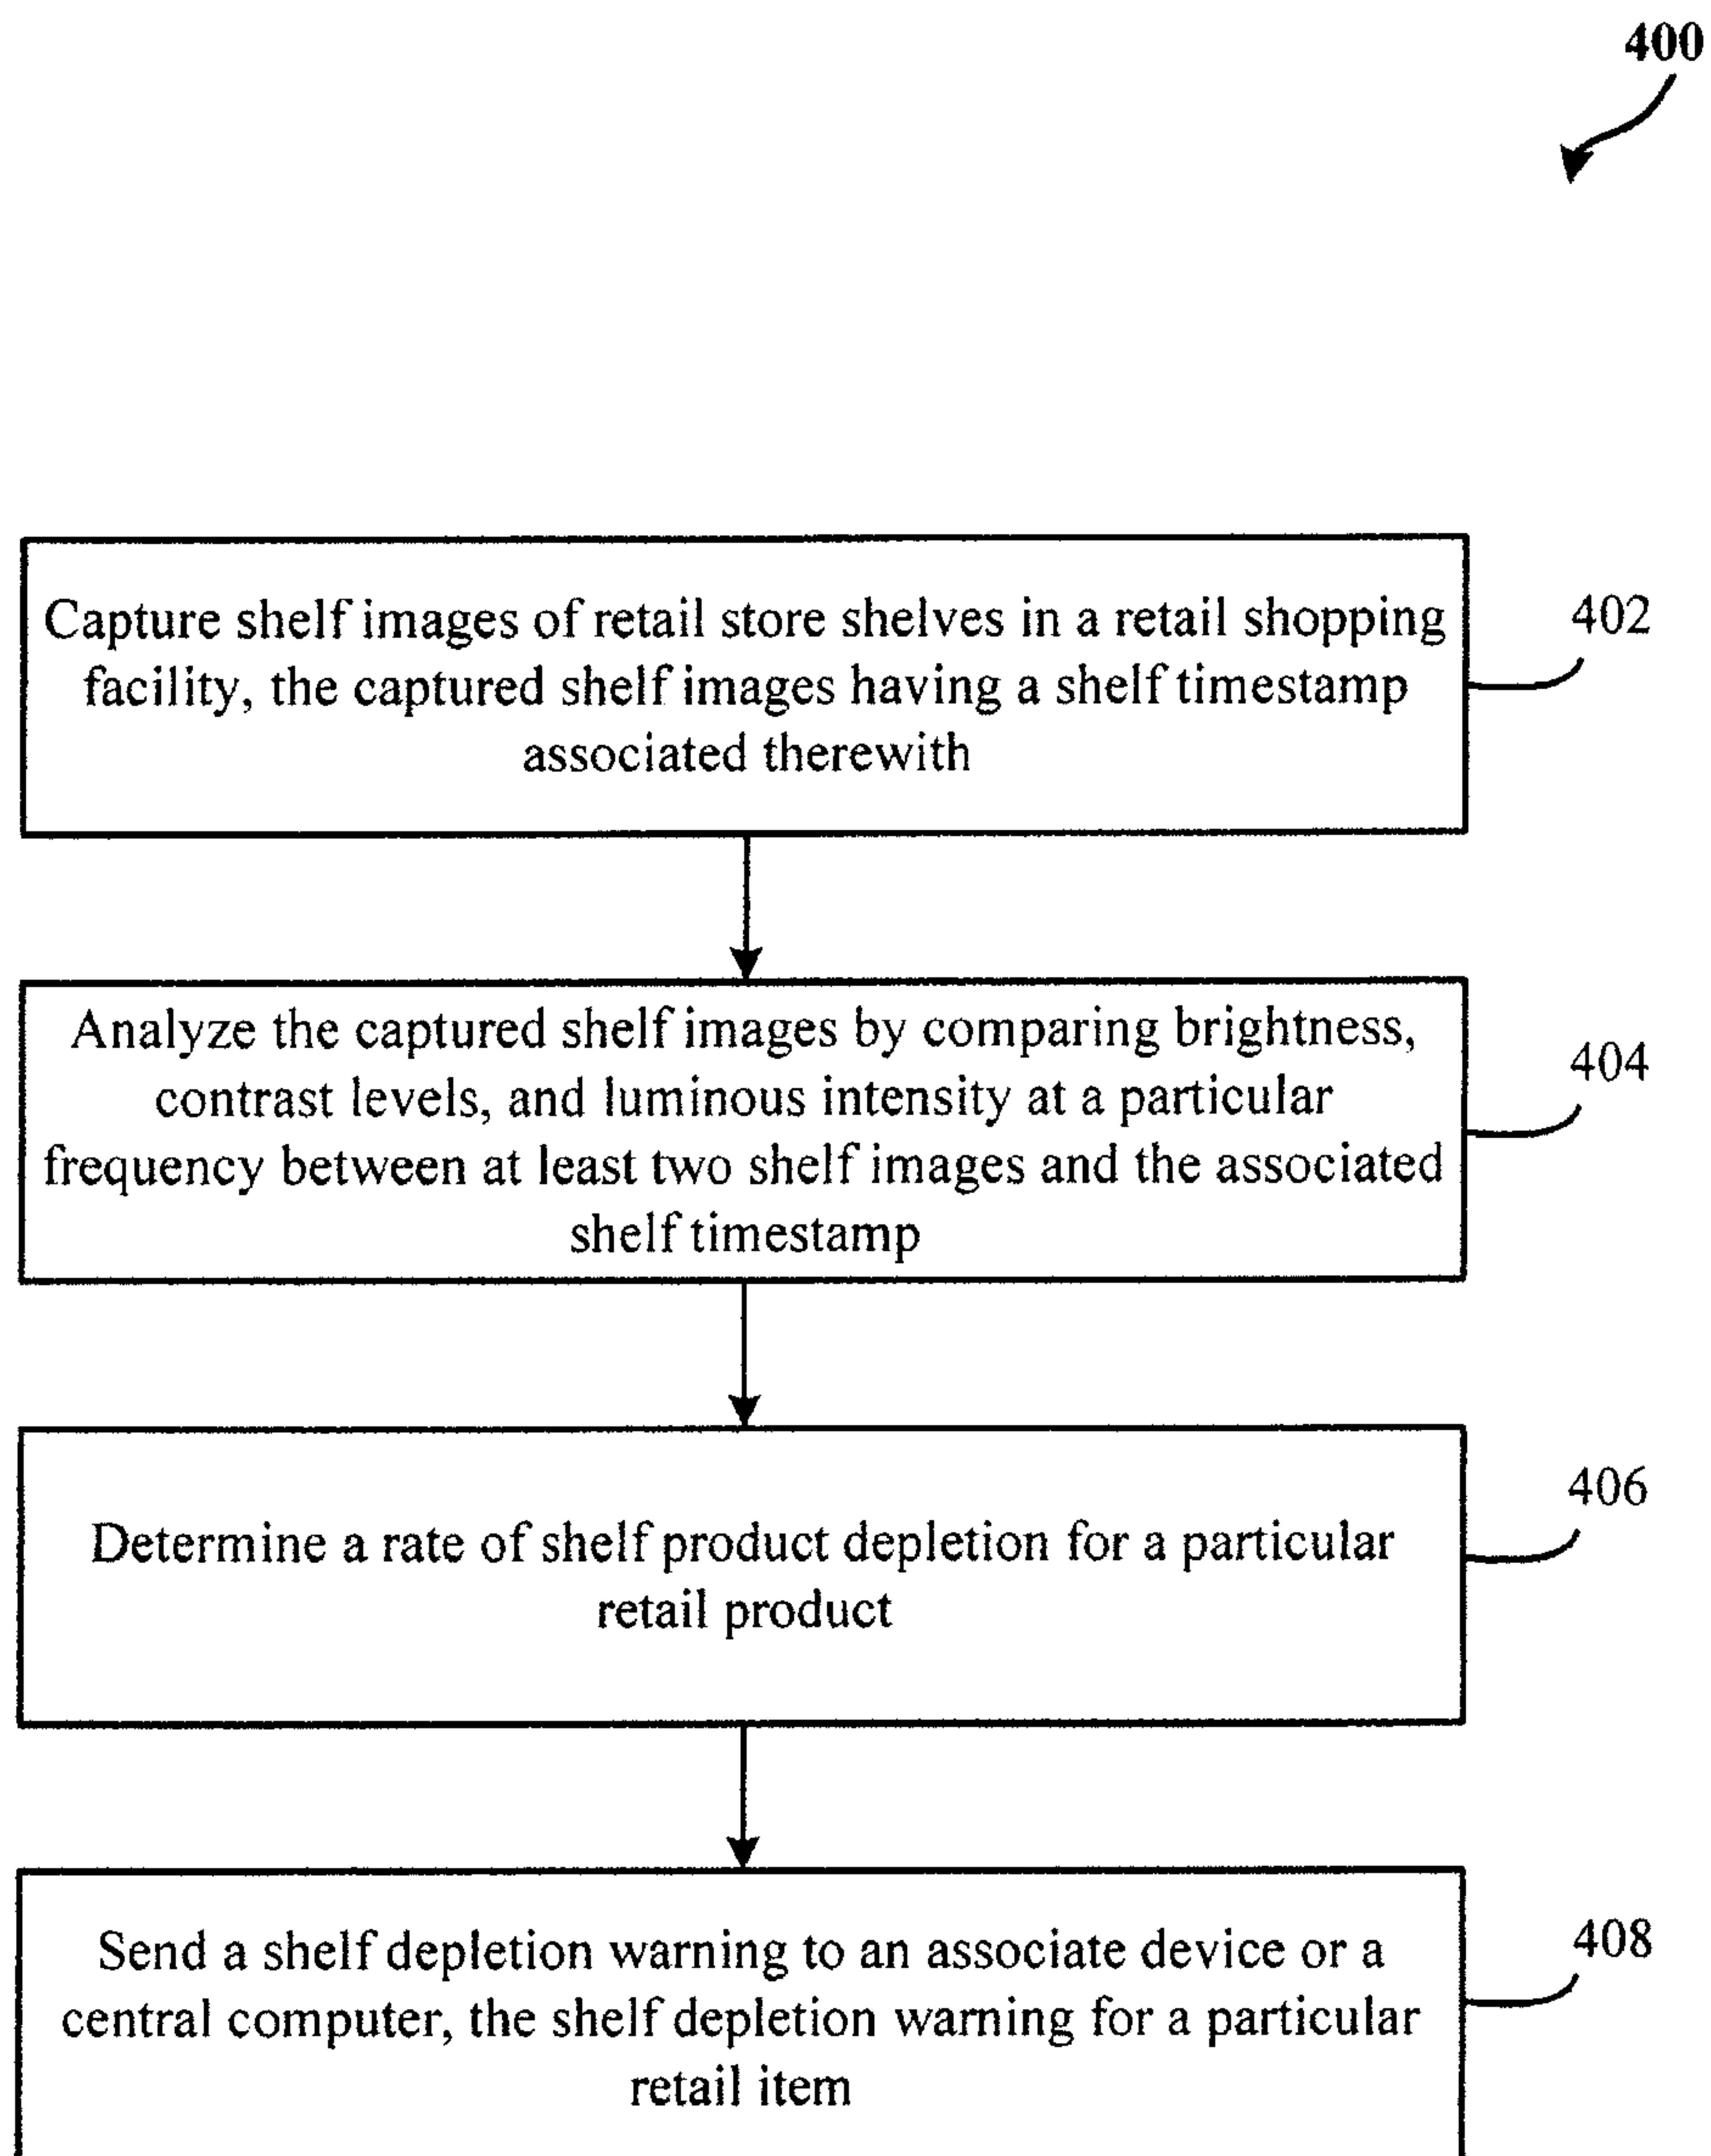 400
Capture shelf images of retail store shelves in a retail shopping
facility, the captured shelf images having a shelf timestamp
associated therewith
402
Analyze the captured shelf images by comparing brightness,
contrast levels, and luminous intensity at a particular
frequency between at least two shelf images and the associated
shelf timestamp
404
Determine a rate of shelf product depletion for a particular
retail product
406
Send a shelf depletion warning to an associate device or a
central computer, the shelf depletion warning for a particular
retail item
408